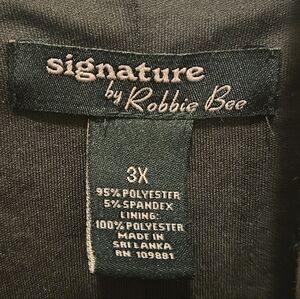 signature
by Robbie Bee
3X
95% POLYESTER
5% SPANDEX
LINING:
100% POLYESTER
MADE IN
SRI LANKA
RN 109881